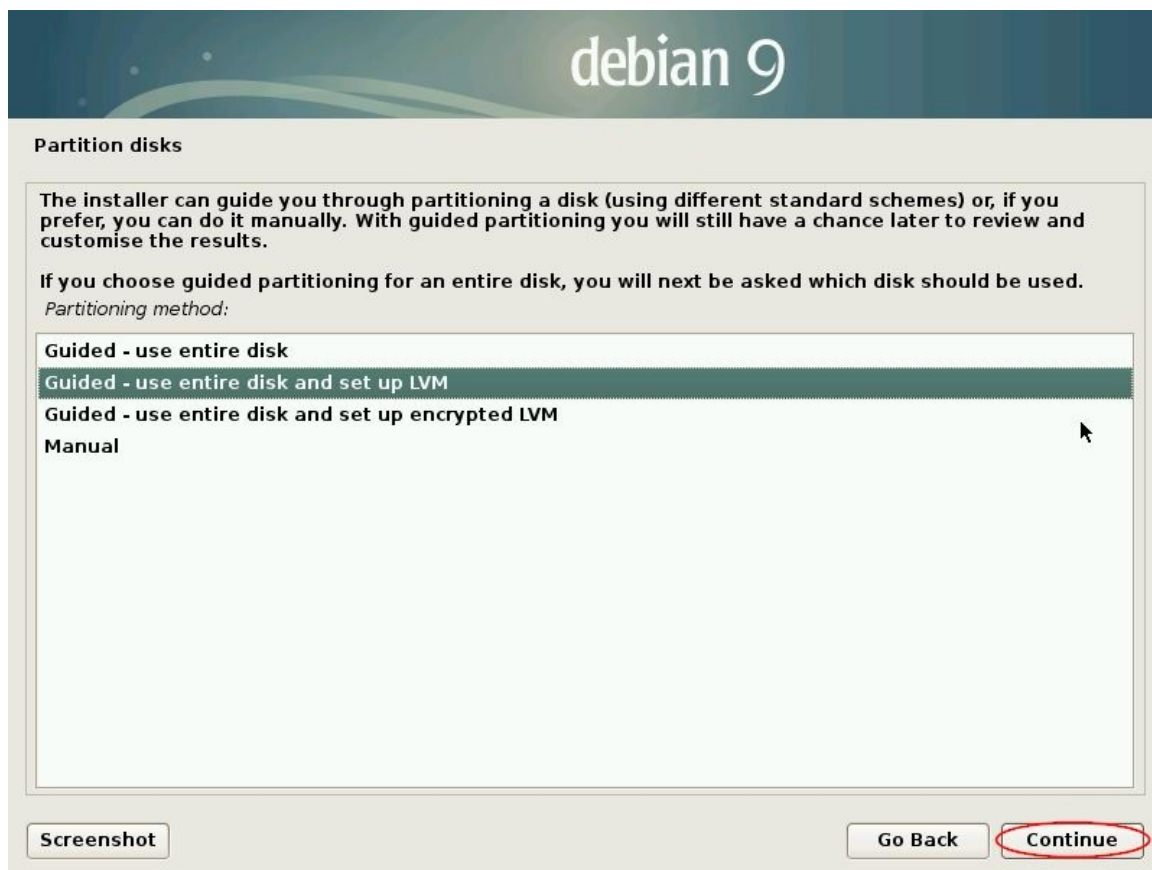 debian 9
Partition disks
The installer can guide you through partitioning a disk (using different standard schemes) or, if you
prefer, you can do it manually. With guided partitioning you will still have a chance later to review and
customise the results.
If you choose guided partitioning for an entire disk, you will next be asked which disk should be used.
Partitioning method:
Guided - use entire disk
Guided - use entire disk and set up LVM
Guided - use entire disk and set up encrypted LVM
Manual
Screenshot
Go Back
Continue